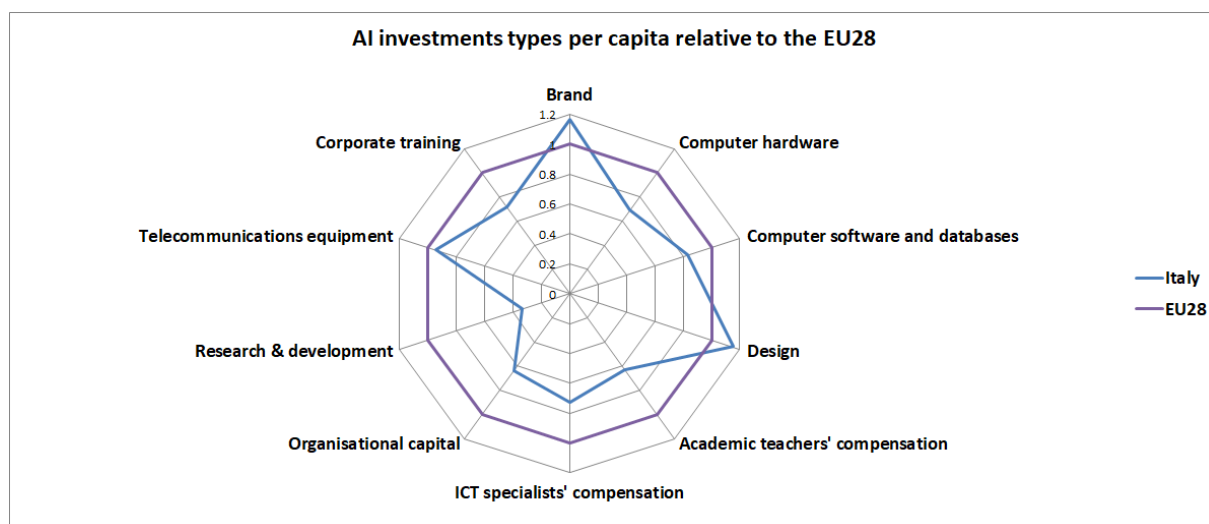 AI investments types per capita relative to the EU28
Brand
1.2
Corporate training
Computer hardware
1
0.8
0.6
Telecommunications equipment
Computer software and databases
0.4
0.2
Italy
0
EU28
Research & development
Design
Organisational capital
Academic teachers' compensation
ICT specialists' compensation